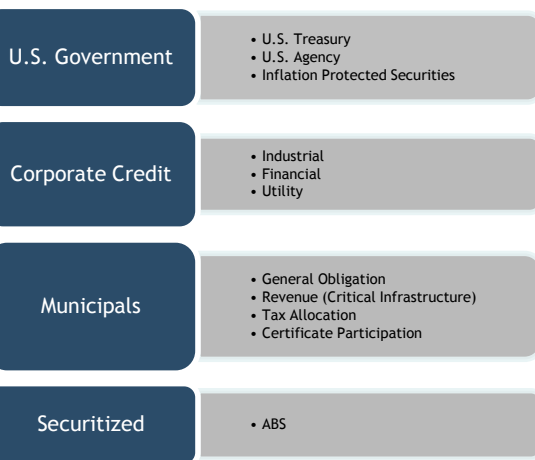 U.S. Government
• U.S. Treasury
• U.S. Agency
• Inflation Protected Securities
Corporate Credit
• Industrial
• Financial
• Utility
Municipals
• General Obligation
• Revenue (Critical Infrastructure)
• Tax Allocation
• Certificate Participation
Securitized
• ABS